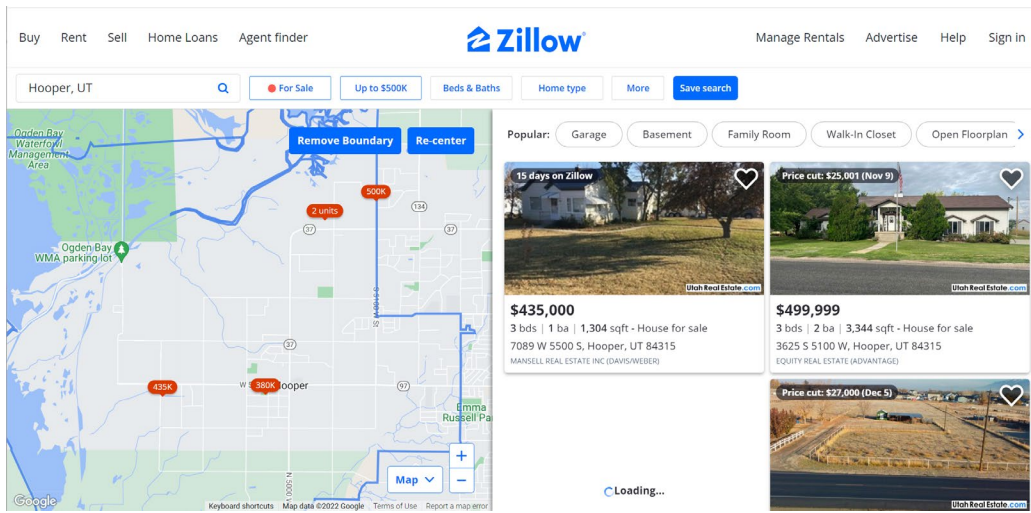 Buy Rent Sell Home Loans Agent finder Zillow Manage Rentals Advertise Help Sign in
Hooper, UT For Sale Up to $500K Beds & Baths Home type More Save search
Remove Boundary Re-center
Ogden Bay
Waterfowl
Management
Area
500K
134
2 units
37
37
Ogden Bay
WMA parking lot
S 5100 W
37
435K
380K ooper
97
Emma
Russell Pa
+
Map
−
N 5000 W
Google Keyboard shortcuts Map data ©2022 Google Terms of Use Report a map error
Popular: Garage Basement Family Room Walk-In Closet Open Floorplan
15 days on Zillow
UtahRealEstate.com
$435,000
3 bds | 1 ba | 1,304 sqft - House for sale
7089 W 5500 S, Hooper, UT 84315
MANSELL REAL ESTATE INC (DAVIS/WEBER)
Price cut: $25,001 (Nov 9)
UtahRealEstate.com
$499,999
3 bds | 2 ba | 3,344 sqft - House for sale
3625 S 5100 W, Hooper, UT 84315
EQUITY REAL ESTATE (ADVANTAGE)
Loading...
Price cut: $27,000 (Dec 5)
UtahRealEstate.com